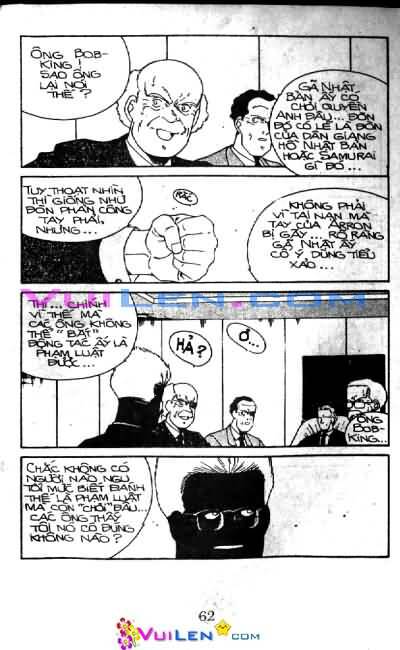 ÔNG BOB-
KING!
SAO ÔNG
LẠI NÓI
THẾ?
GÃ NHẬT
BẢN ẤY CÓ
CHƠI QUYỀN
ANH ĐÂU... ĐÒN
ĐÓ CÓ LẼ LÀ ĐÒN
CỦA DÂN GIANG
HỒ NHẬT BẢN
HOẶC SAMURAI
GÌ ĐÓ...
TUY THOẠT NHÌN
THÌ GIỐNG NHƯ
ĐÒN PHẢN CÔNG
TAY PHẢI,
NHƯNG...
RẮC
KHÔNG PHẢI
VÌ TAI NẠN MÀ
TAY CỦA ARRON
BỊ GÃY... RÕ RÀNG
GÃ NHẬT ẤY
CỐ Ý DÙNG TIỂU
XẢO...
THÌ... CHÍNH
VÌ THẾ MÀ
CÁC ÔNG KHÔNG
THỂ "BẮT"
ĐỘNG TÁC ẤY LÀ
PHẠM LUẬT
ĐƯỢC...
HẢ?
Ơ...
ÔNG
BOB-
KING...
CHẮC KHÔNG CÓ
NGƯỜI NÀO NGU
TỚI MỨC BIẾT ĐÁNH
THẾ LÀ PHẠM LUẬT
MÀ CÒN "CHƠI" ĐÂU...
CÁC ÔNG THẤY
TÔI NÓI CÓ ĐÚNG
KHÔNG NÀO?
VUILEN.COM
62
VUILEN.COM